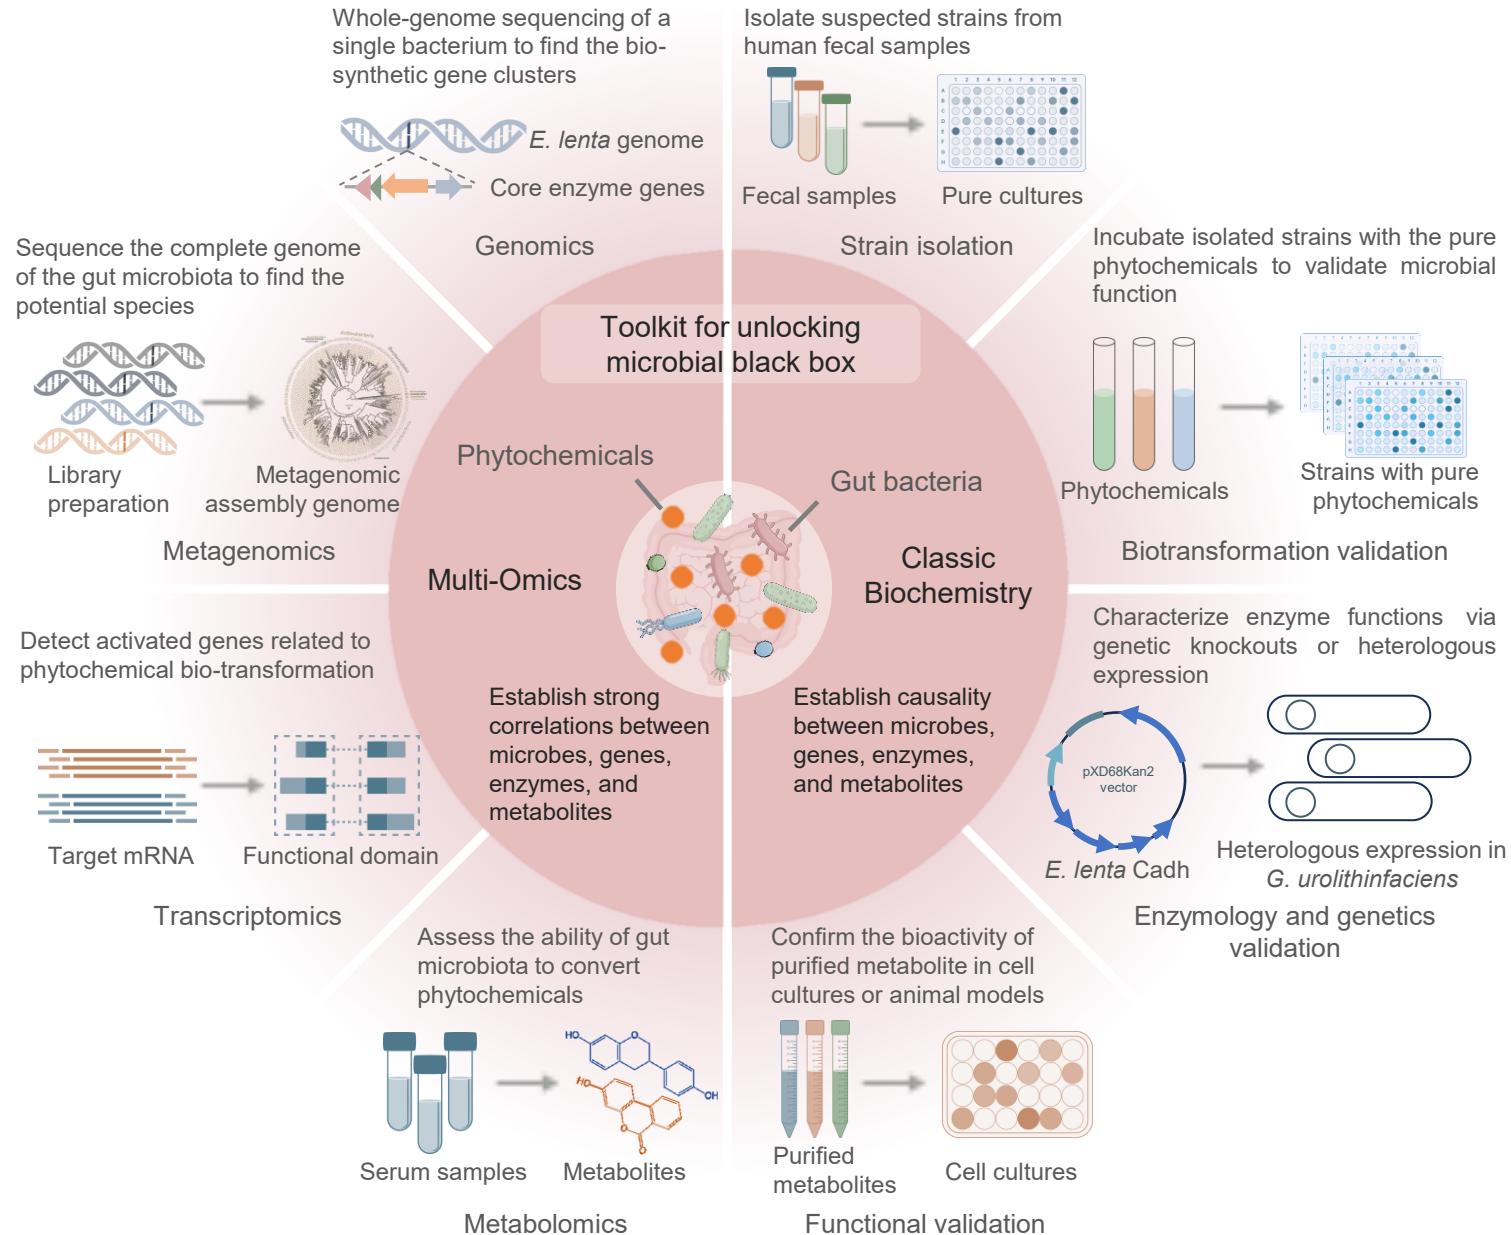 Whole-genome sequencing of a
single bacterium to find the bio-
synthetic gene clusters
E. lenta genome
Core enzyme genes
Genomics
Isolate suspected strains from
human fecal samples
Fecal samples
Pure cultures
Strain isolation
Sequence the complete genome
of the gut microbiota to find the
potential species
Library
preparation
Metagenomic
assembly genome
Metagenomics
Incubate isolated strains with the pure
phytochemicals to validate microbial
function
Phytochemicals
Strains with pure
phytochemicals
Biotransformation validation
Toolkit for unlocking
microbial black box
Phytochemicals
Gut bacteria
Multi-Omics
Classic
Biochemistry
Establish strong
correlations between
microbes, genes,
enzymes, and
metabolites
Establish causality
between microbes,
genes, enzymes,
and metabolites
Detect activated genes related to
phytochemical bio-transformation
Target mRNA
Functional domain
Transcriptomics
Characterize enzyme functions via
genetic knockouts or heterologous
expression
pXD68Kan2
vector
E. lenta Cadh
Heterologous expression in
G. urolithinfaciens
Enzymology and genetics
validation
Assess the ability of gut
microbiota to convert
phytochemicals
HO
O
OH
HO
O
O
Serum samples
Metabolites
Metabolomics
Confirm the bioactivity of
purified metabolite in cell
cultures or animal models
Purified
metabolites
Cell cultures
Functional validation